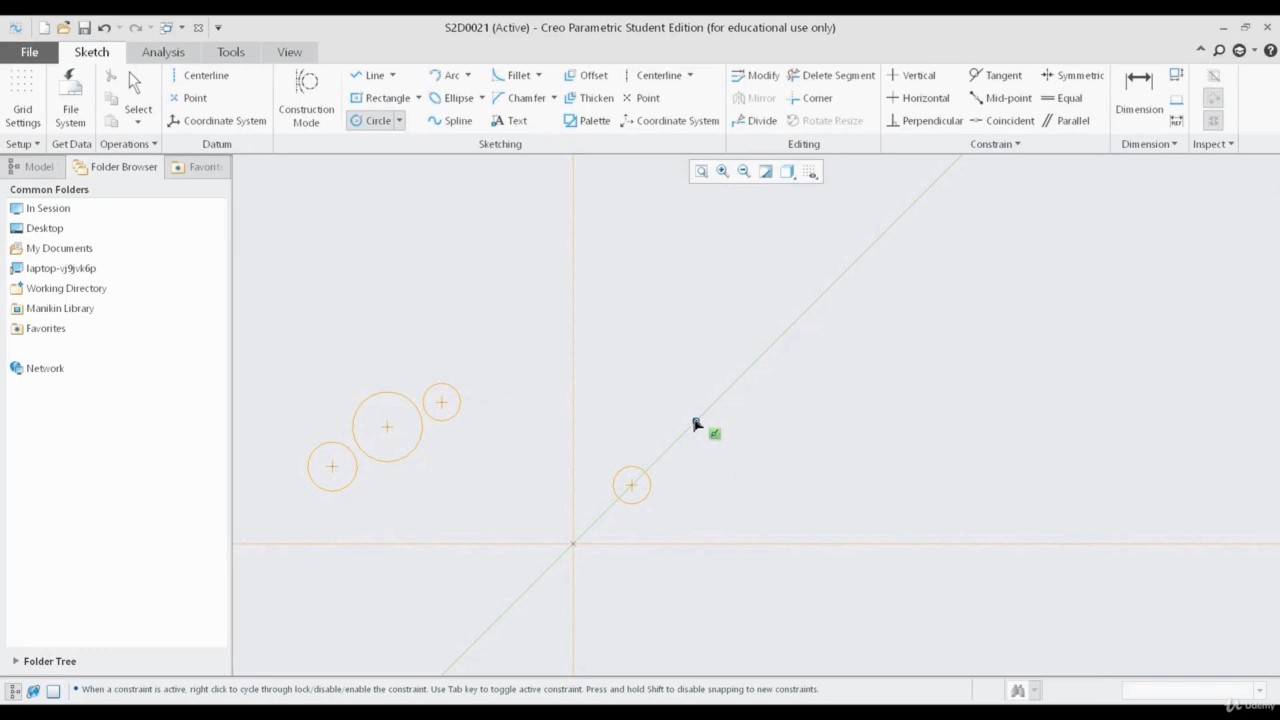 S2D0021 (Active) - Creo Parametric Student Edition (for educational use only)
File Sketch Analysis Tools View
Centerline Line Arc Fillet Offset Centerline Modify Delete Segment Vertical Tangent Symmetric
Point Rectangle Ellipse Chamfer Thicken Point Mirror Corner Horizontal Mid-point Equal
Grid Settings File System Select Coordinate System Construction Mode Circle Spline Text Palette Coordinate System Divide Rotate Resize Perpendicular Coincident Parallel Dimension REF
Setup Get Data Operations Datum Sketching Editing Constrain Dimension Inspect
Model Folder Browser Favorit
Common Folders
In Session
Desktop
My Documents
laptop-vj9jvk6p
Working Directory
Manikin Library
Favorites
Network
Folder Tree
When a constraint is active, right click to cycle through lock/disable/enable the constraint. Use Tab key to toggle active constraint. Press and hold Shift to disable snapping to new constraints.
Udemy